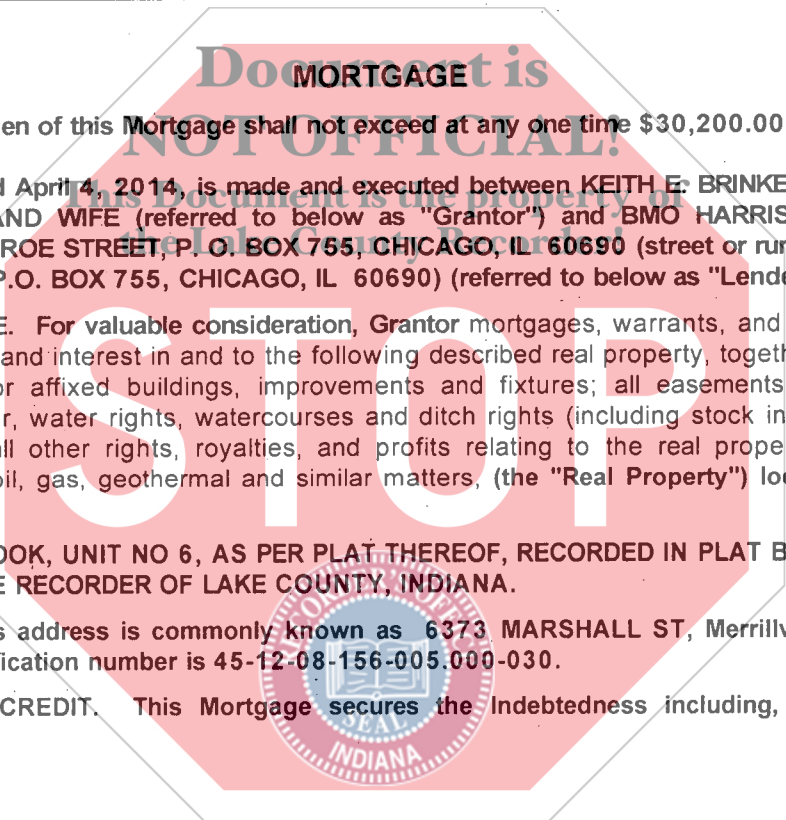 Document is
MORTGAGE
en of this Mortgage shall not exceed at any one time $30,200.00
NOT OFFICIAL!
d April 4, 2014, is made and executed between KEITH E. BRINKE
This Document is the property of
AND WIFE (referred to below as "Grantor") and BMO HARRIS
the Lake County Recorder!
ROE STREET, P. O. BOX 755, CHICAGO, IL 60690 (street or rur
P.O. BOX 755, CHICAGO, IL 60690) (referred to below as "Lende
E. For valuable consideration, Grantor mortgages, warrants, and
and interest in and to the following described real property, togeth
or affixed buildings, improvements and fixtures; all easements
r, water rights, watercourses and ditch rights (including stock in
all other rights, royalties, and profits relating to the real prope
oil, gas, geothermal and similar matters, (the "Real Property") loc
STOP
OOK, UNIT NO 6, AS PER PLAT THEREOF, RECORDED IN PLAT B
E RECORDER OF LAKE COUNTY, INDIANA.
s address is commonly known as 6373 MARSHALL ST, Merrillv
ication number is 45-12-08-156-005.000-030.
CREDIT. This Mortgage secures the Indebtedness including,
RECORDER'S OFFICE
SEAL
INDIANA